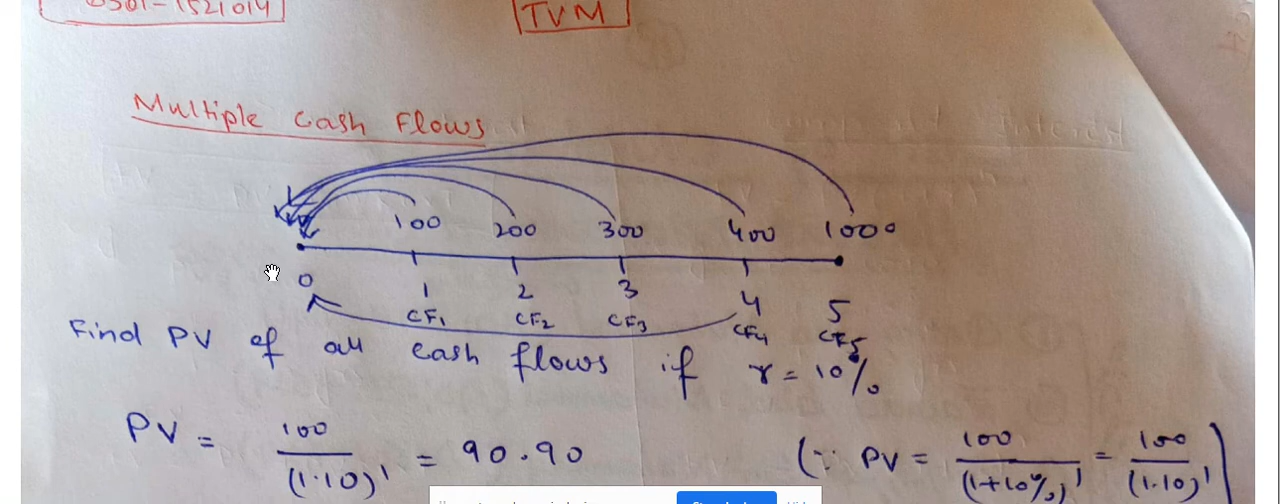 TVM
Multiple Cash Flows
100 200 300 400 1000
0 1 2 3 4 5
CF1 CF2 CF3 CF4 CF5
Find PV of all cash flows if r = 10%
PV = 100 / (1.10)^1 = 90.90 (∵ PV = 100 / (1+10%)^1 = 100 / (1.10)^1)